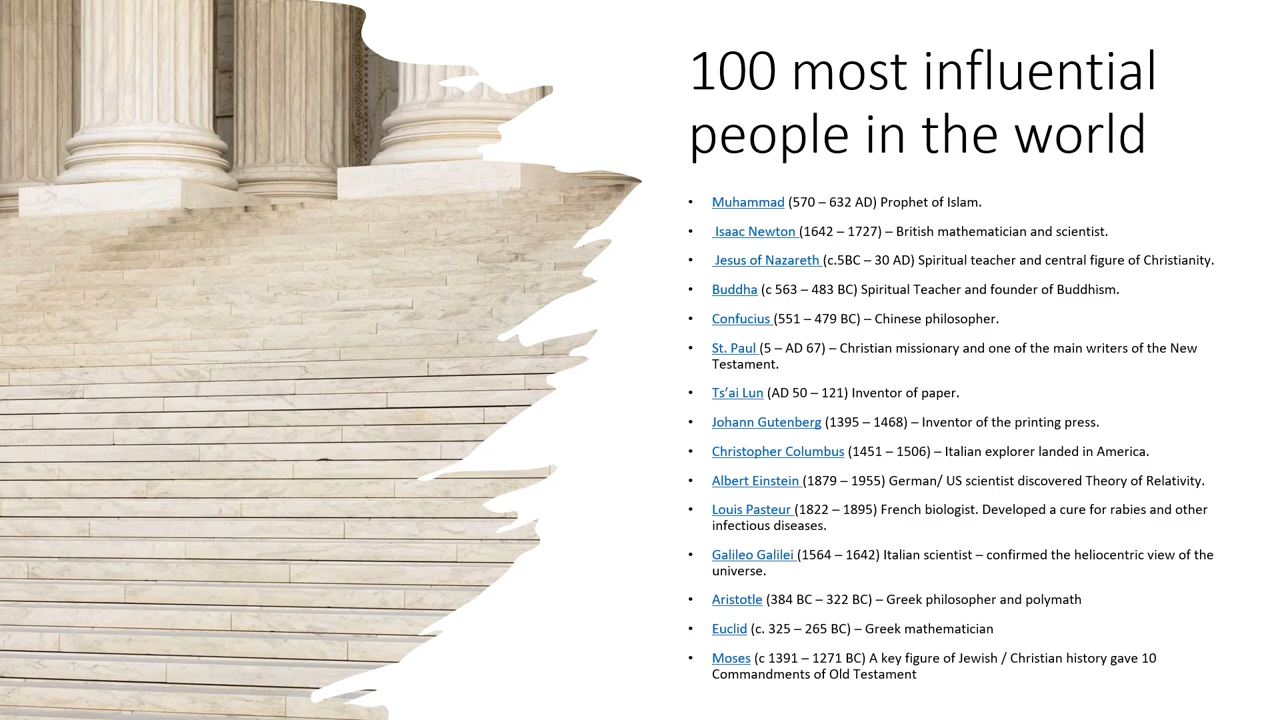 100 most influential
people in the world
• Muhammad (570 – 632 AD) Prophet of Islam.
• Isaac Newton (1642 – 1727) – British mathematician and scientist.
• Jesus of Nazareth (c.5BC – 30 AD) Spiritual teacher and central figure of Christianity.
• Buddha (c 563 – 483 BC) Spiritual Teacher and founder of Buddhism.
• Confucius (551 – 479 BC) – Chinese philosopher.
• St. Paul (5 – AD 67) – Christian missionary and one of the main writers of the New
Testament.
• Ts’ai Lun (AD 50 – 121) Inventor of paper.
• Johann Gutenberg (1395 – 1468) – Inventor of the printing press.
• Christopher Columbus (1451 – 1506) – Italian explorer landed in America.
• Albert Einstein (1879 – 1955) German/ US scientist discovered Theory of Relativity.
• Louis Pasteur (1822 – 1895) French biologist. Developed a cure for rabies and other
infectious diseases.
• Galileo Galilei (1564 – 1642) Italian scientist – confirmed the heliocentric view of the
universe.
• Aristotle (384 BC – 322 BC) – Greek philosopher and polymath
• Euclid (c. 325 – 265 BC) – Greek mathematician
• Moses (c 1391 – 1271 BC) A key figure of Jewish / Christian history gave 10
Commandments of Old Testament